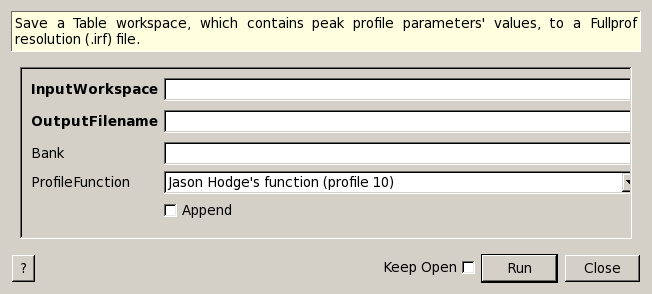 Save a Table workspace, which contains peak profile parameters' values, to a Fullprof
resolution (.irf) file.
InputWorkspace
OutputFilename
Bank
ProfileFunction Jason Hodge's function (profile 10)
Append
? Keep Open Run Close